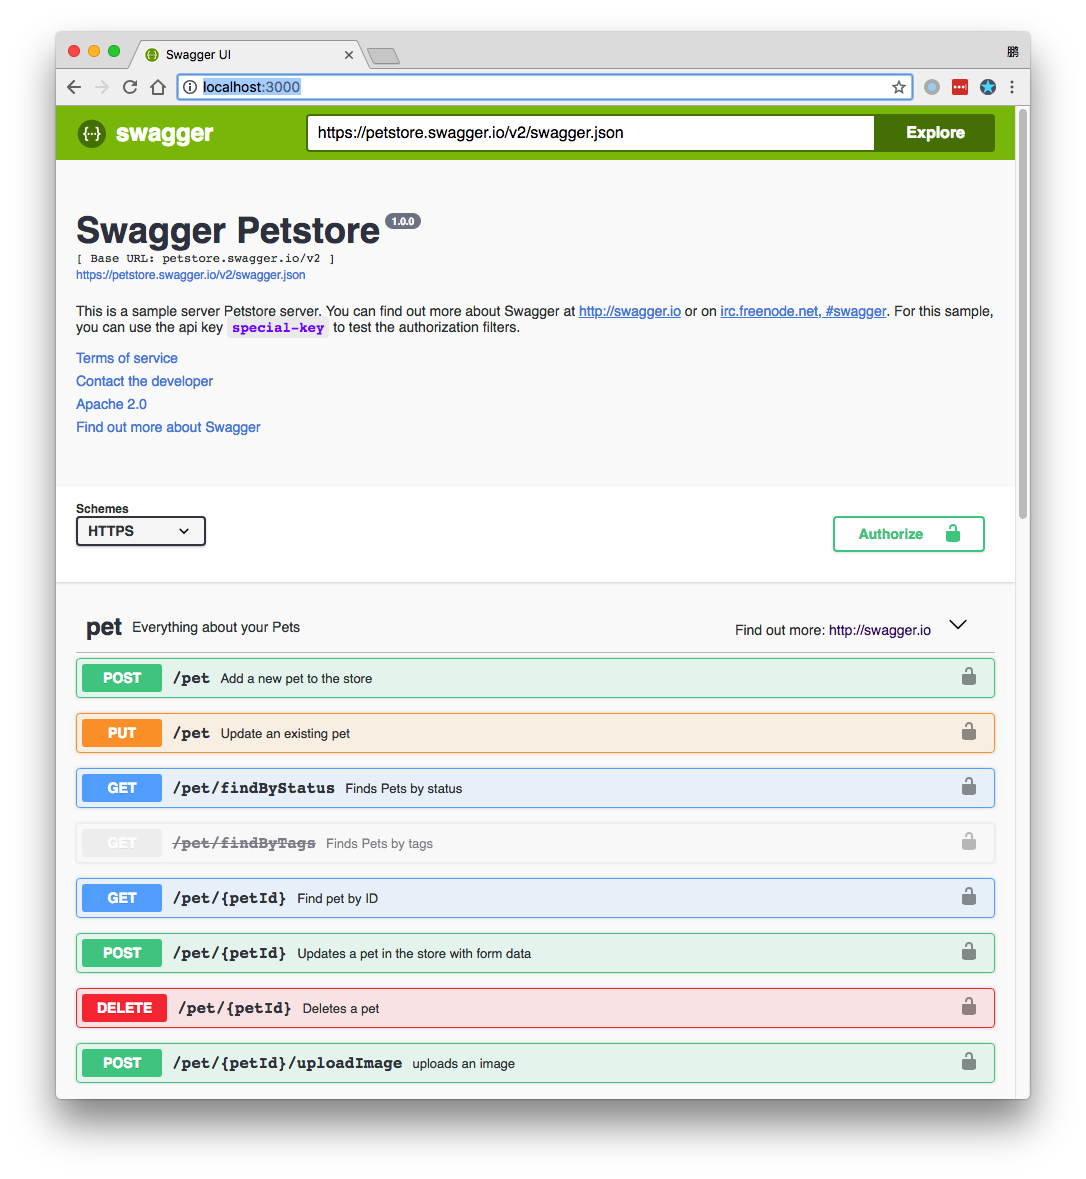 Swagger UI
鹏
localhost:3000
swagger
https://petstore.swagger.io/v2/swagger.json
Explore
Swagger Petstore 1.0.0
[ Base URL: petstore.swagger.io/v2 ]
https://petstore.swagger.io/v2/swagger.json
This is a sample server Petstore server. You can find out more about Swagger at http://swagger.io or on irc.freenode.net, #swagger. For this sample,
you can use the api key special-key to test the authorization filters.
Terms of service
Contact the developer
Apache 2.0
Find out more about Swagger
Schemes
HTTPS
Authorize
pet Everything about your Pets
Find out more: http://swagger.io
POST /pet Add a new pet to the store
PUT /pet Update an existing pet
GET /pet/findByStatus Finds Pets by status
GET /pet/findByTags Finds Pets by tags
GET /pet/{petId} Find pet by ID
POST /pet/{petId} Updates a pet in the store with form data
DELETE /pet/{petId} Deletes a pet
POST /pet/{petId}/uploadImage uploads an image